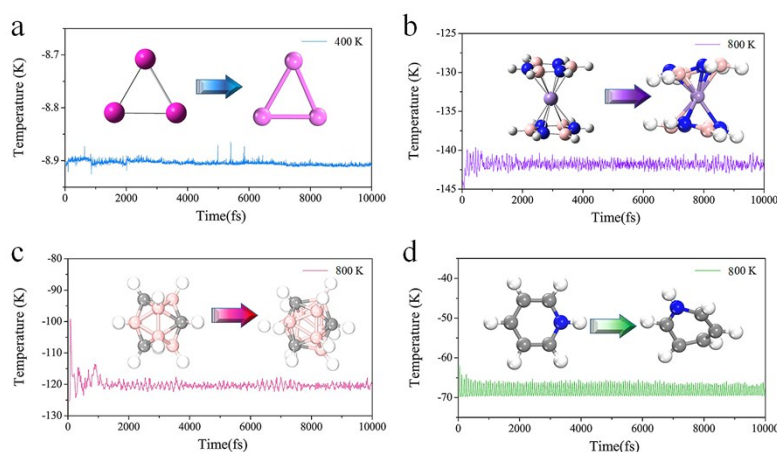 a
400 K
Temperature (K)
-8.7
-8.8
-8.9
0 2000 4000 6000 8000 10000
Time(fs)
b
800 K
Temperature (K)
-125
-130
-135
-140
-145
0 2000 4000 6000 8000 10000
Time(fs)
c
800 K
Temperature (K)
-80
-90
-100
-110
-120
-130
0 2000 4000 6000 8000 10000
Time(fs)
d
800 K
Temperature (K)
-40
-50
-60
-70
0 2000 4000 6000 8000 10000
Time(fs)